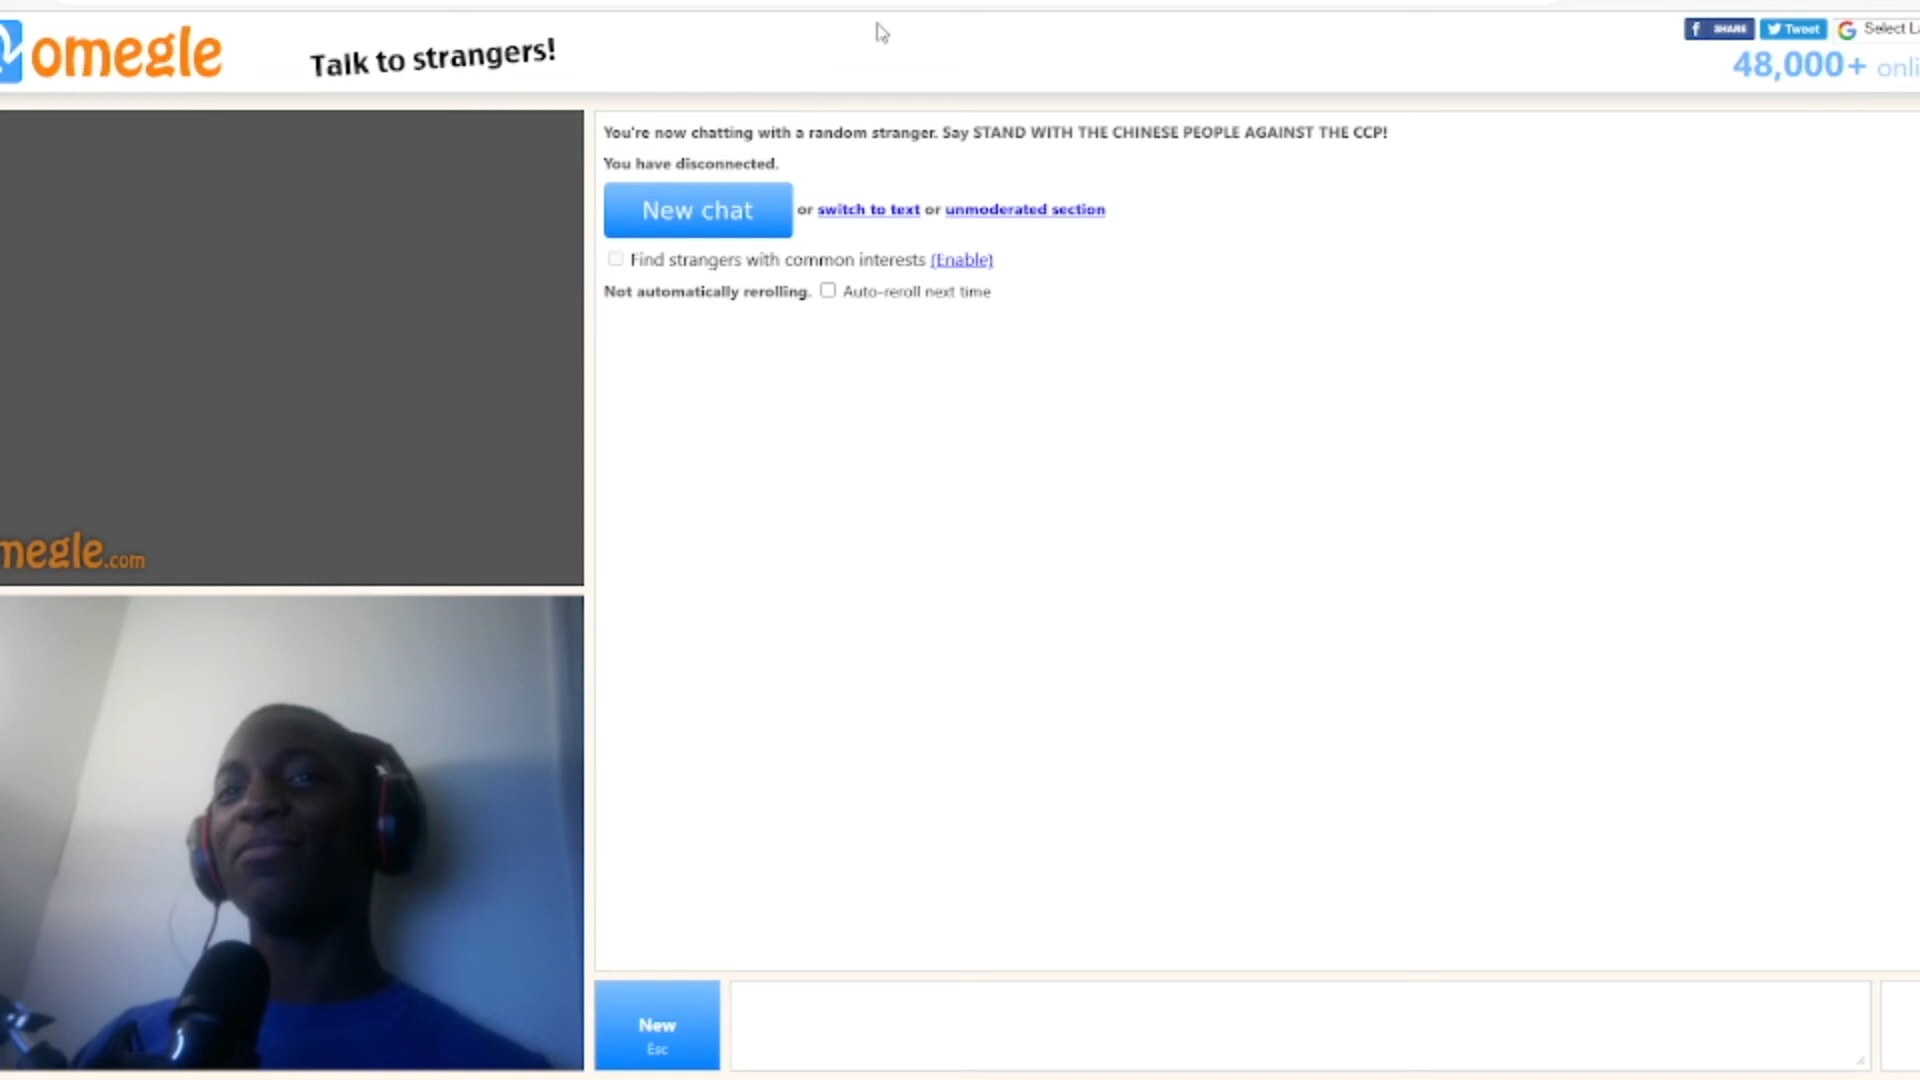 omegle
Talk to strangers!
SHARE
Tweet
Select La
48,000+ onli
You're now chatting with a random stranger. Say STAND WITH THE CHINESE PEOPLE AGAINST THE CCP!
You have disconnected.
New chat or switch to text or unmoderated section
Find strangers with common interests (Enable)
Not automatically rerolling. Auto-reroll next time
megle.com
New
Esc